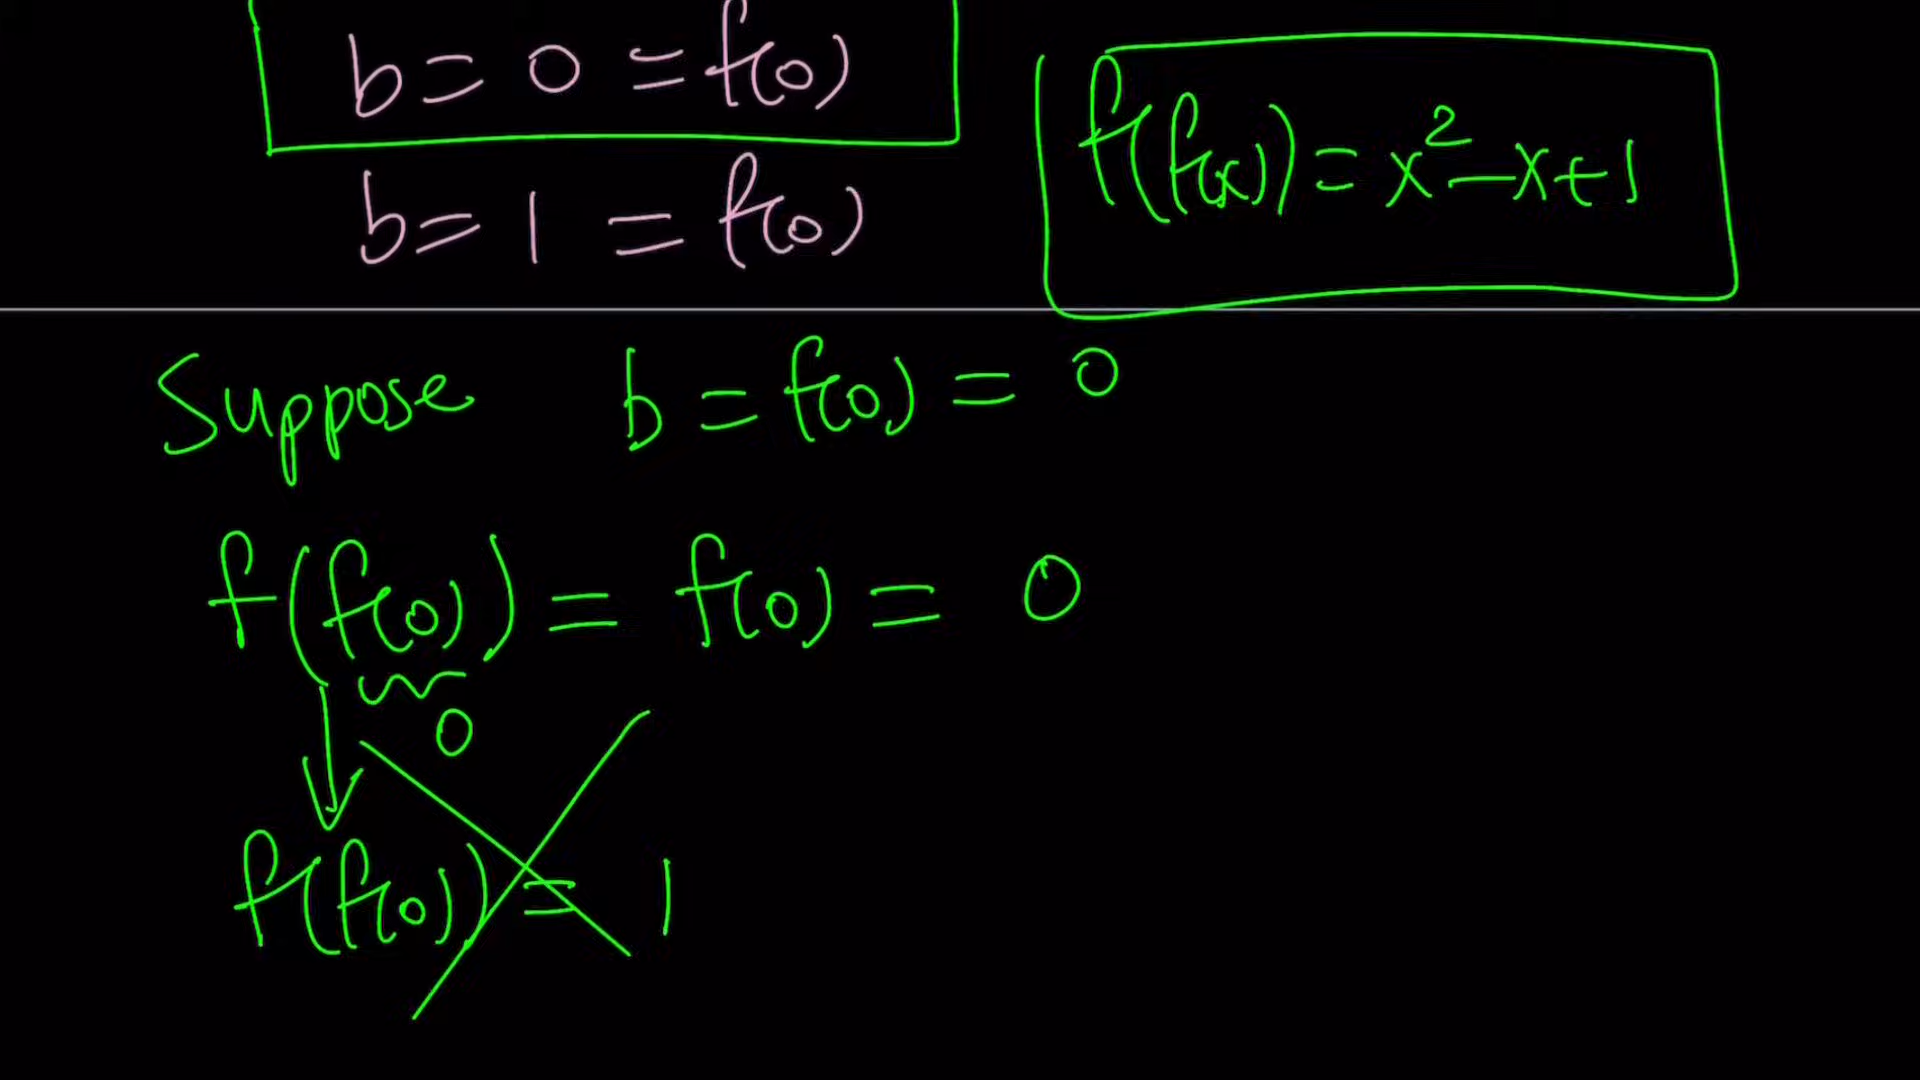 b = 0 = f(0)
f(f(x)) = x² - x + 1
b = 1 = f(0)
Suppose b = f(0) = 0
f(f(0)) = f(0) = 0
0
f(f(0)) = 1